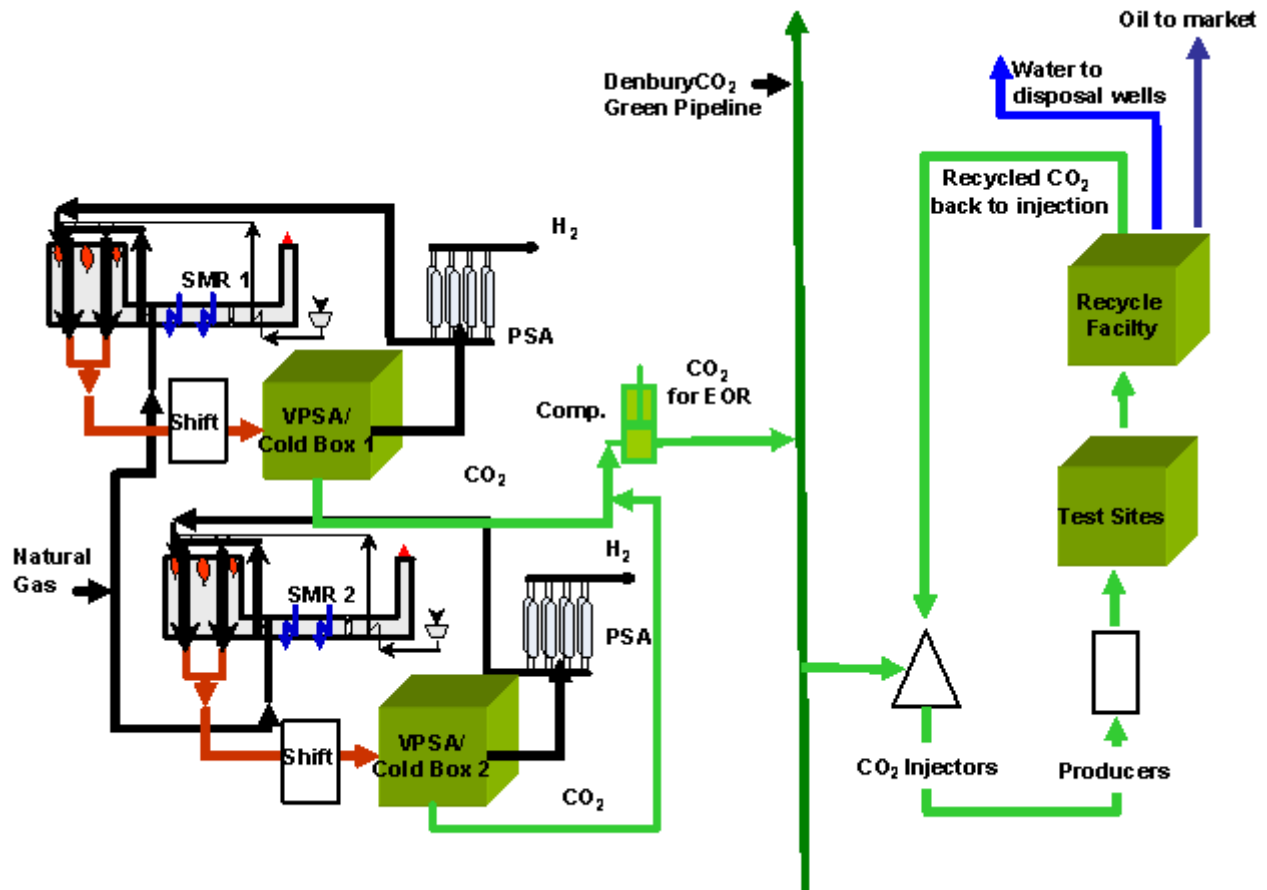 Oil to market
Water to
disposal wells
DenburyCO₂
Green Pipeline
Recycled CO₂
back to injection
H₂
SMR 1
PSA
Recycle
Facilty
CO₂
for EOR
Comp.
Shift
VPSA/
Cold Box 1
CO₂
Test Sites
Natural
Gas
H₂
SMR 2
PSA
Shift
VPSA/
Cold Box 2
CO₂
CO₂ Injectors
Producers